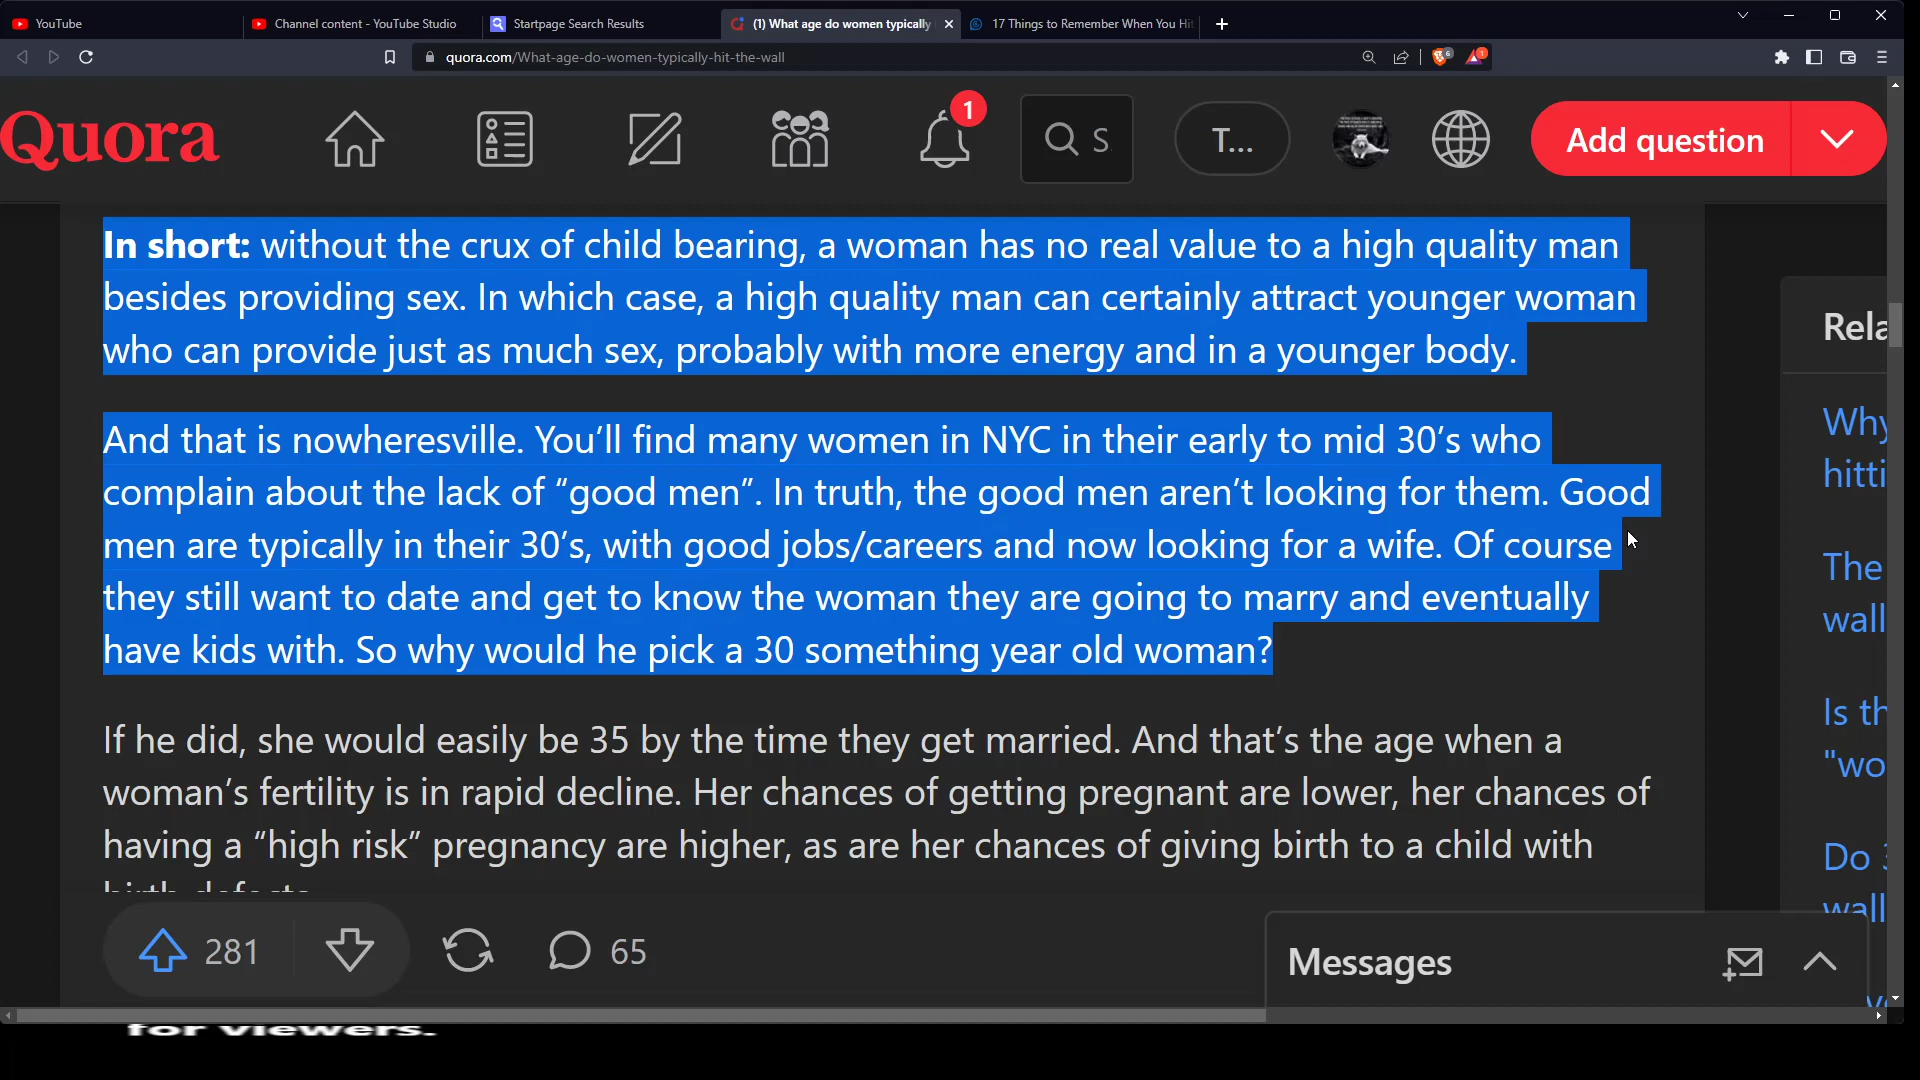 YouTube
Channel content - YouTube Studio
Startpage Search Results
(1) What age do women typically
17 Things to Remember When You Hit
quora.com/What-age-do-women-typically-hit-the-wall
6
1
Quora
1
S
T...
Add question
In short: without the crux of child bearing, a woman has no real value to a high quality man
besides providing sex. In which case, a high quality man can certainly attract younger woman
who can provide just as much sex, probably with more energy and in a younger body.
And that is nowheresville. You’ll find many women in NYC in their early to mid 30’s who
complain about the lack of “good men”. In truth, the good men aren’t looking for them. Good
men are typically in their 30’s, with good jobs/careers and now looking for a wife. Of course
they still want to date and get to know the woman they are going to marry and eventually
have kids with. So why would he pick a 30 something year old woman?
If he did, she would easily be 35 by the time they get married. And that’s the age when a
woman’s fertility is in rapid decline. Her chances of getting pregnant are lower, her chances of
having a “high risk” pregnancy are higher, as are her chances of giving birth to a child with
birth defects.
Rela
Why
hitti
The
wall
Is th
"wo
Do 3
wall
281
65
Messages
for viewers.